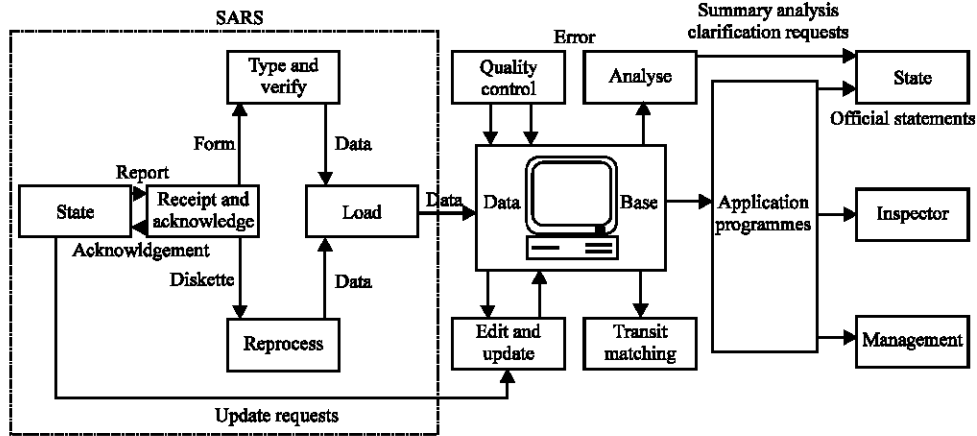 SARS
Summary analysis
clarification requests
Error
Type and
verify
Quality
control
Analyse
State
Official statements
Form
Data
Report
State
Receipt and
acknowledge
Load
Data
Data
Base
Application
programmes
Inspector
Acknowldgement
Diskette
Data
Reprocess
Edit and
update
Transit
matching
Management
Update requests